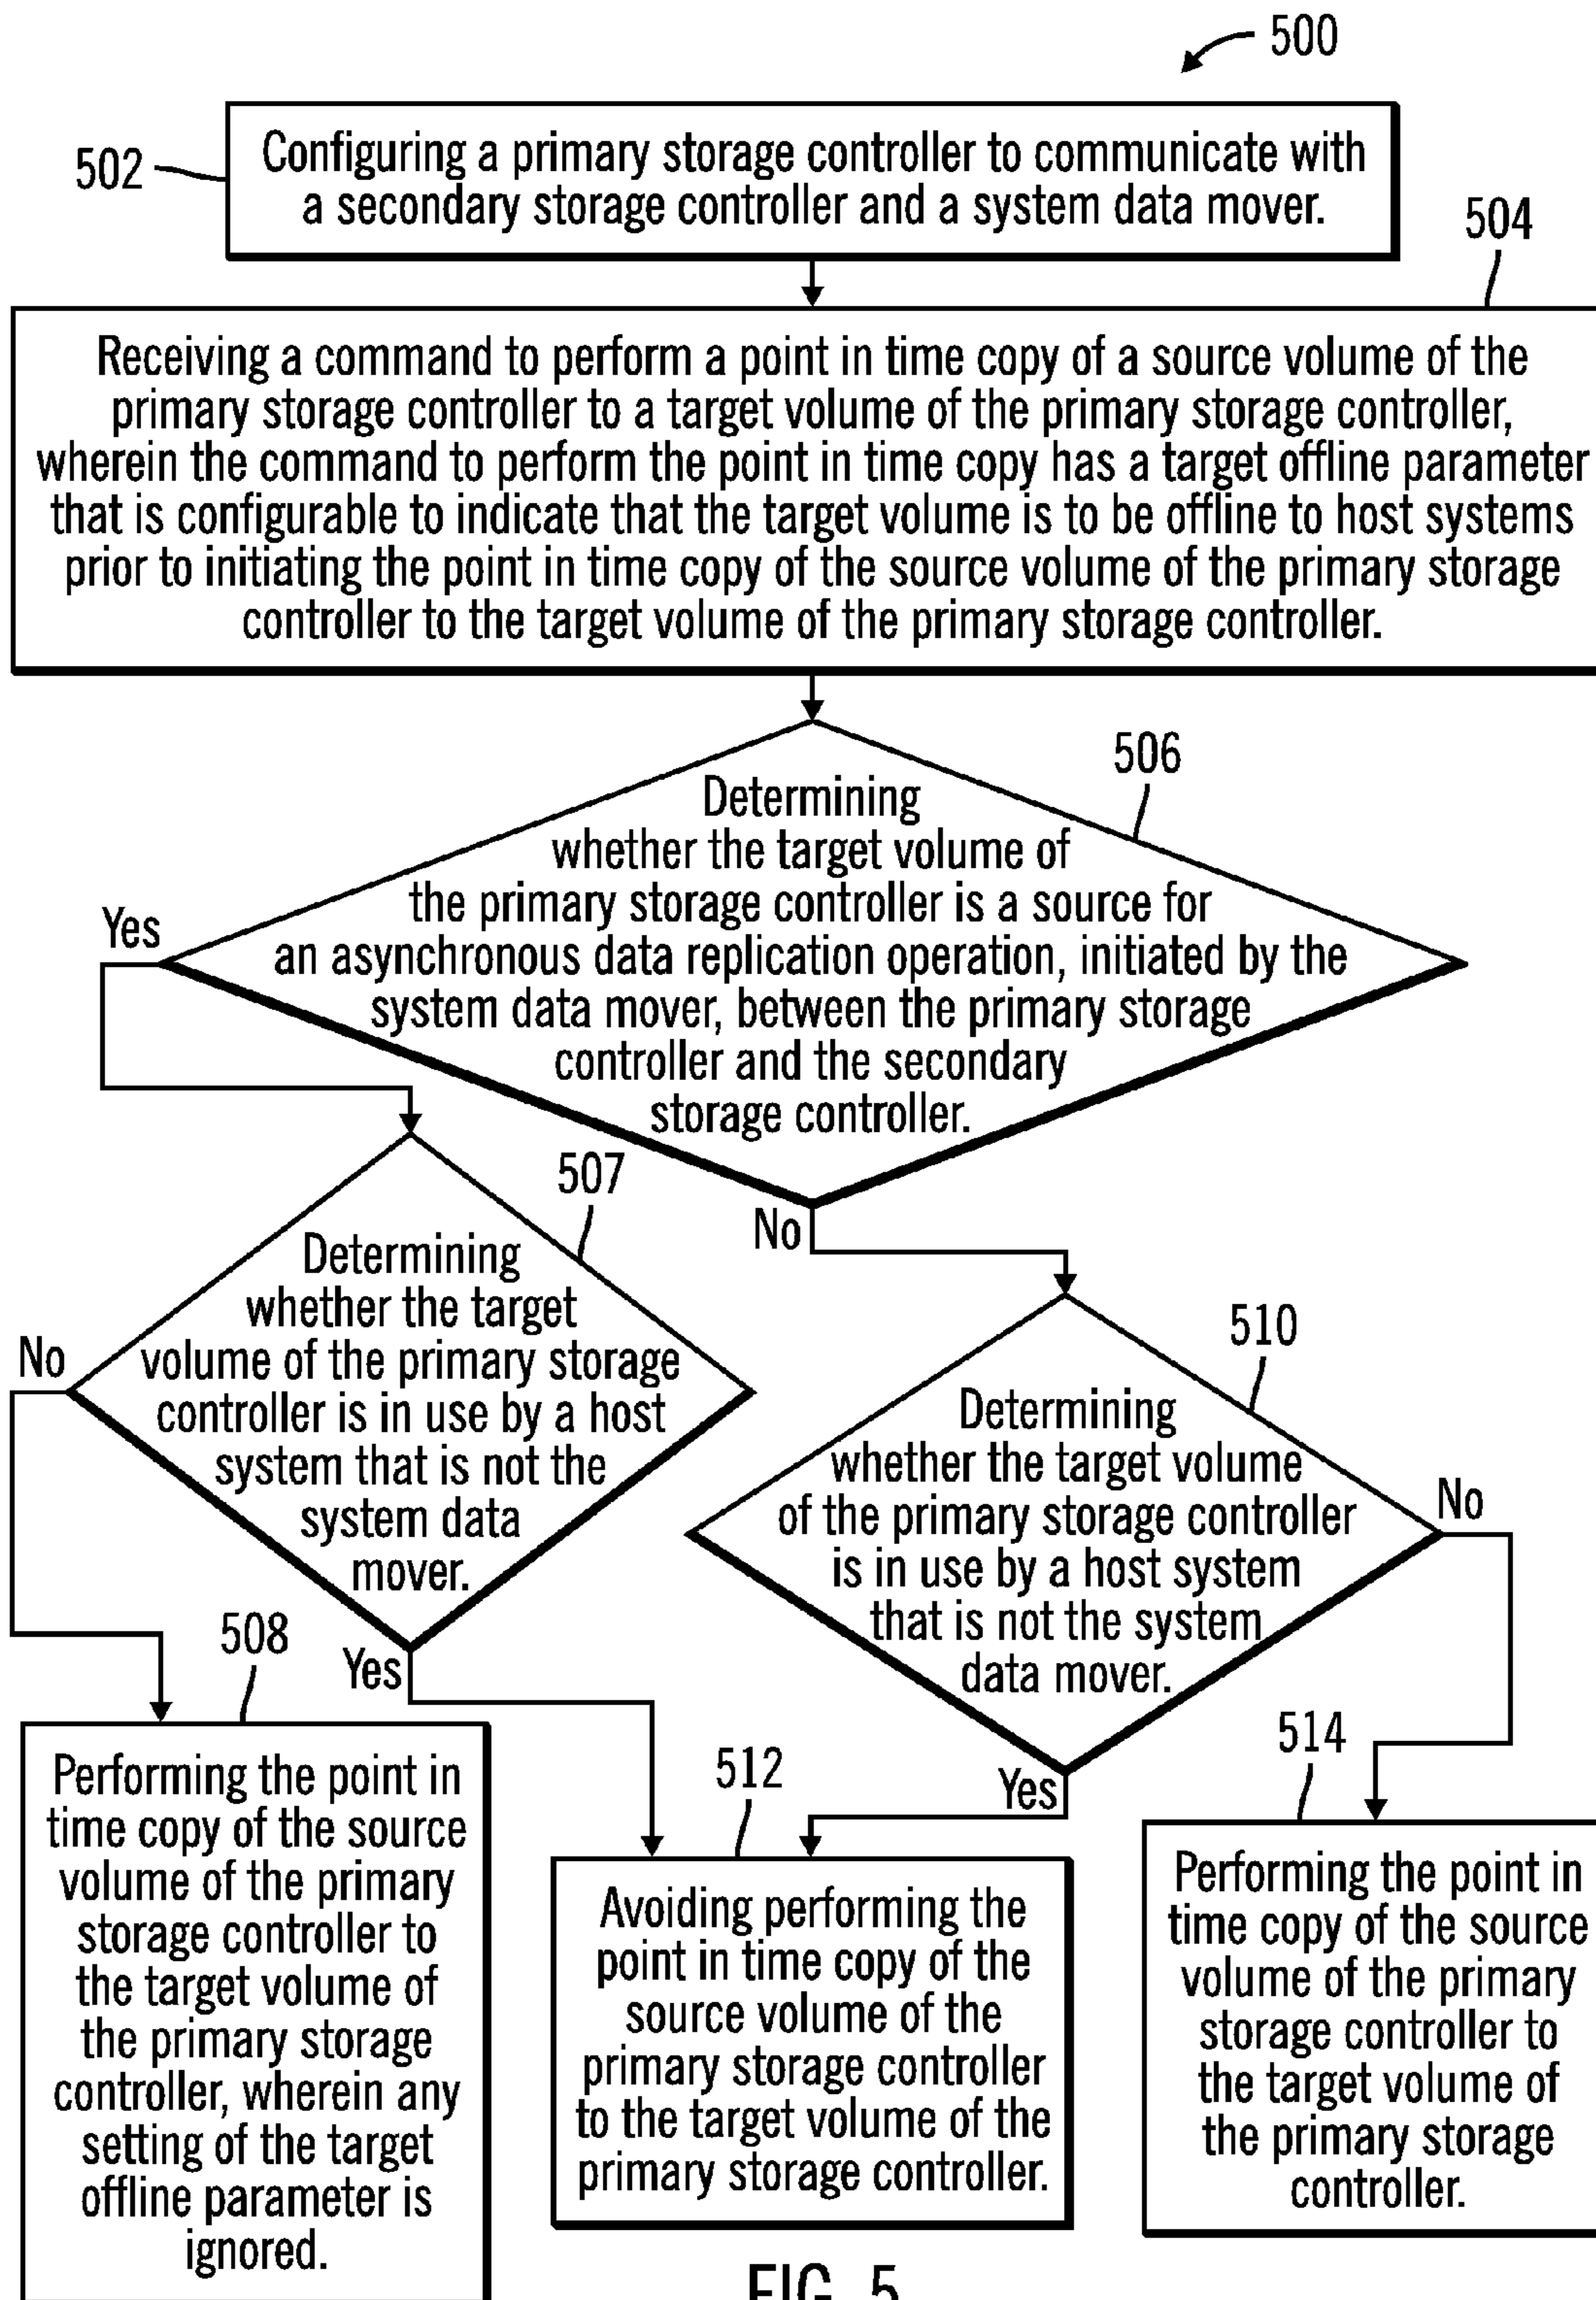 500
502
Configuring a primary storage controller to communicate with
a secondary storage controller and a system data mover.
504
Receiving a command to perform a point in time copy of a source volume of the
primary storage controller to a target volume of the primary storage controller,
wherein the command to perform the point in time copy has a target offline parameter
that is configurable to indicate that the target volume is to be offline to host systems
prior to initiating the point in time copy of the source volume of the primary storage
controller to the target volume of the primary storage controller.
506
Determining
whether the target volume of
the primary storage controller is a source for
an asynchronous data replication operation, initiated by the
system data mover, between the primary storage
controller and the secondary
storage controller.
Yes
No
507
Determining
whether the target
volume of the primary storage
controller is in use by a host
system that is not the
system data
mover.
No
Yes
510
Determining
whether the target volume
of the primary storage controller
is in use by a host system
that is not the system
data mover.
No
Yes
508
Performing the point in
time copy of the source
volume of the primary
storage controller to
the target volume of
the primary storage
controller, wherein any
setting of the target
offline parameter is
ignored.
512
Avoiding performing the
point in time copy of the
source volume of the
primary storage controller
to the target volume of the
primary storage controller.
514
Performing the point in
time copy of the source
volume of the primary
storage controller to
the target volume of
the primary storage
controller.
FIG. 5